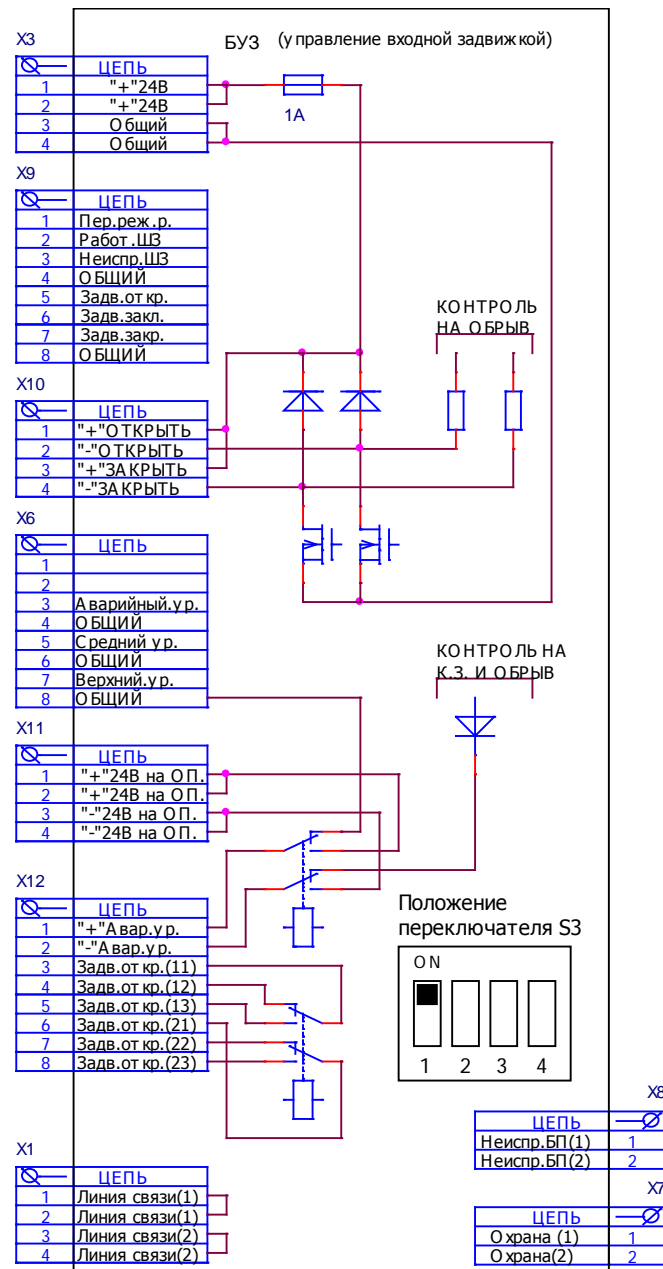 X3
БУЗ (управление входной задвижкой)
ЦЕПЬ
1 "+"24В
2 "+"24В
3 Общий
4 Общий
1А
X9
ЦЕПЬ
1 Пер.реж.р.
2 Работ.ШЗ
3 Неиспр.ШЗ
4 ОБЩИЙ
5 Задв.откр.
6 Задв.закл.
7 Задв.закр.
8 ОБЩИЙ
КОНТРОЛЬ
НА ОБРЫВ
X10
ЦЕПЬ
1 "+"ОТКРЫТЬ
2 "-"ОТКРЫТЬ
3 "+"ЗАКРЫТЬ
4 "-"ЗАКРЫТЬ
X6
ЦЕПЬ
1
2
3 Аварийный.ур.
4 ОБЩИЙ
5 Средний ур.
6 ОБЩИЙ
7 Верхний.ур.
8 ОБЩИЙ
КОНТРОЛЬ НА
К.З. И ОБРЫВ
X11
ЦЕПЬ
1 "+"24В на ОП.
2 "+"24В на ОП.
3 "-"24В на ОП.
4 "-"24В на ОП.
X12
ЦЕПЬ
1 "+"Авар.ур.
2 "-"Авар.ур.
3 Задв.откр.(11)
4 Задв.откр.(12)
5 Задв.откр.(13)
6 Задв.откр.(21)
7 Задв.откр.(22)
8 Задв.откр.(23)
Положение
переключателя S3
ON
1 2 3 4
X1
ЦЕПЬ
1 Линия связи(1)
2 Линия связи(1)
3 Линия связи(2)
4 Линия связи(2)
X8
ЦЕПЬ
Неиспр.БП(1) 1
Неиспр.БП(2) 2
X7
ЦЕПЬ
Охрана (1) 1
Охрана(2) 2